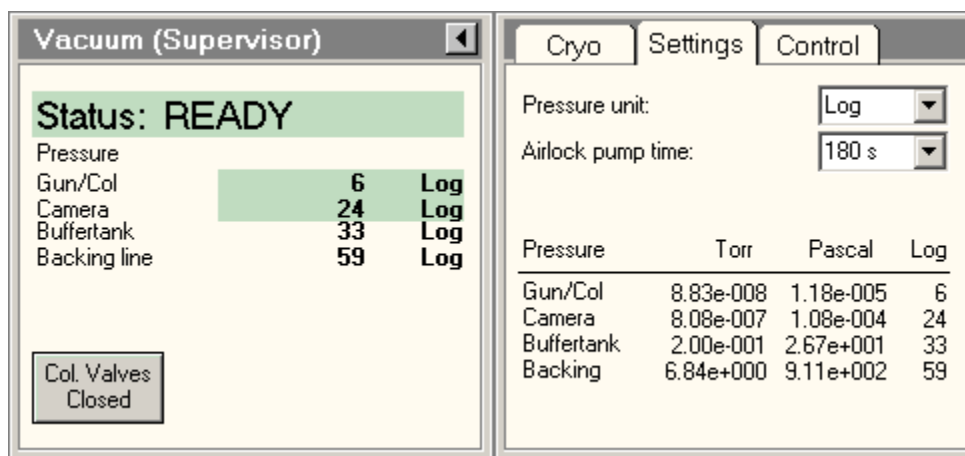 Vacuum (Supervisor)
Status: READY
Pressure
Gun/Col 6 Log
Camera 24 Log
Buffertank 33 Log
Backing line 59 Log
Col. Valves
Closed
Cryo Settings Control
Pressure unit: Log
Airlock pump time: 180 s
Pressure Torr Pascal Log
Gun/Col 8.83e-008 1.18e-005 6
Camera 8.08e-007 1.08e-004 24
Buffertank 2.00e-001 2.67e+001 33
Backing 6.84e+000 9.11e+002 59